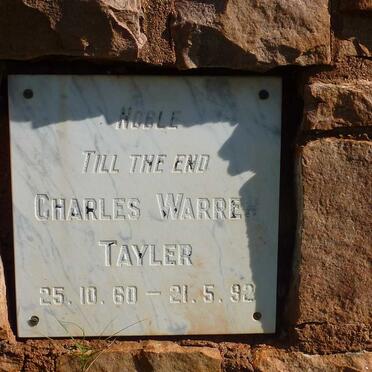 Noble
Till the end
Charles Warren
Tayler
25.10.60 – 21.5.92